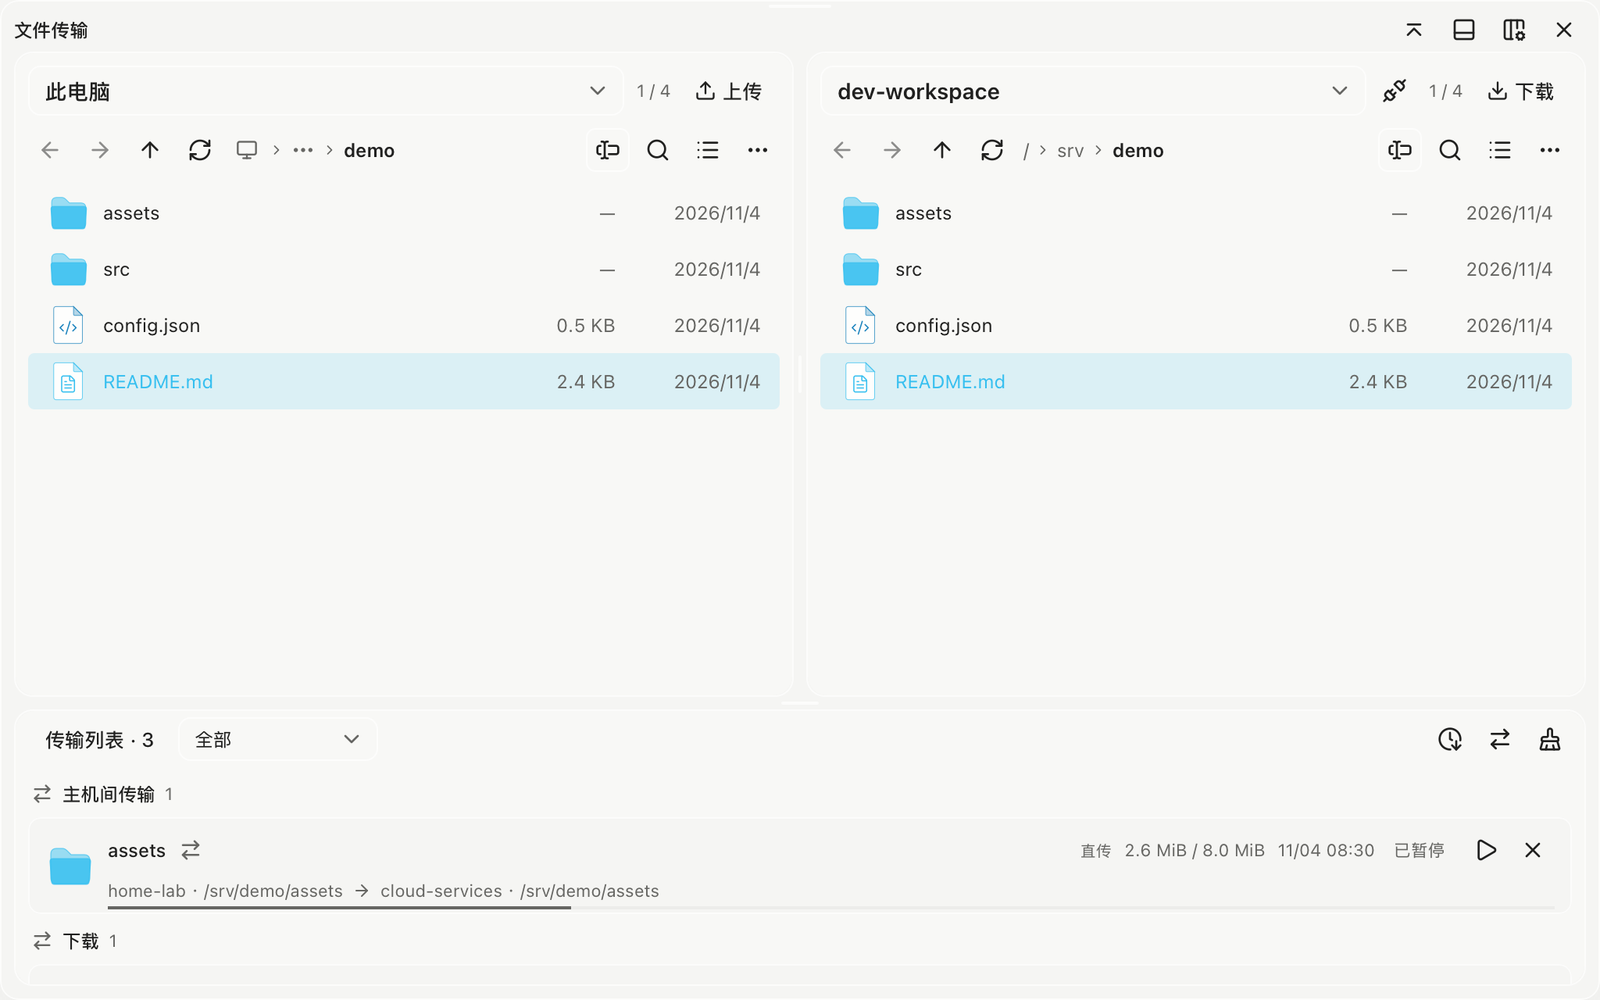 文件传输
此电脑 1 / 4 上传
demo
assets — 2026/11/4
src — 2026/11/4
config.json 0.5 KB 2026/11/4
README.md 2.4 KB 2026/11/4
dev-workspace 1 / 4 下载
/ srv demo
assets — 2026/11/4
src — 2026/11/4
config.json 0.5 KB 2026/11/4
README.md 2.4 KB 2026/11/4
传输列表 · 3 全部
主机间传输 1
assets 直传 2.6 MiB / 8.0 MiB 11/04 08:30 已暂停
home-lab · /srv/demo/assets → cloud-services · /srv/demo/assets
下载 1